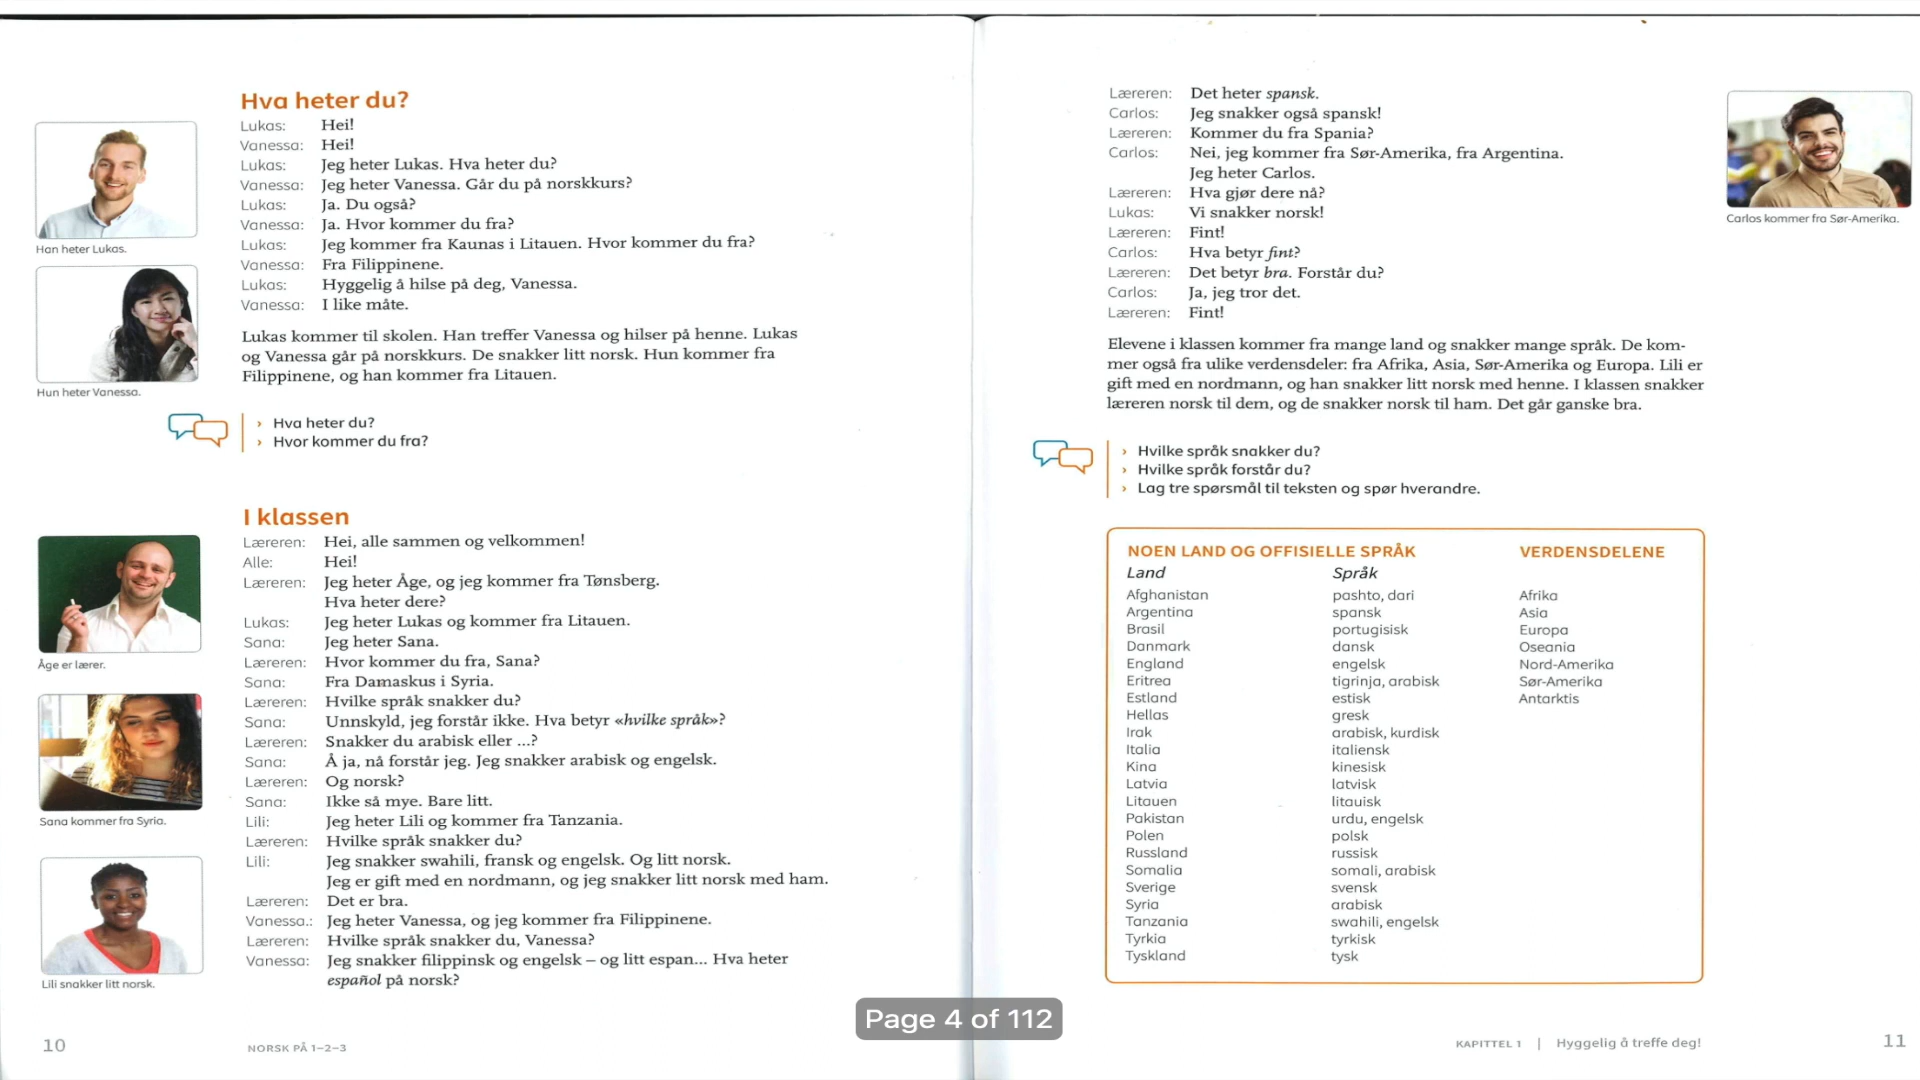 Hva heter du?
Lukas: Hei!
Vanessa: Hei!
Lukas: Jeg heter Lukas. Hva heter du?
Vanessa: Jeg heter Vanessa. Går du på norskkurs?
Lukas: Ja. Du også?
Vanessa: Ja. Hvor kommer du fra?
Lukas: Jeg kommer fra Kaunas i Litauen. Hvor kommer du fra?
Vanessa: Fra Filippinene.
Lukas: Hyggelig å hilse på deg, Vanessa.
Vanessa: I like måte.
Han heter Lukas.
Hun heter Vanessa.
Lukas kommer til skolen. Han treffer Vanessa og hilser på henne. Lukas
og Vanessa går på norskkurs. De snakker litt norsk. Hun kommer fra
Filippinene, og han kommer fra Litauen.
› Hva heter du?
› Hvor kommer du fra?
I klassen
Læreren: Hei, alle sammen og velkommen!
Alle: Hei!
Læreren: Jeg heter Åge, og jeg kommer fra Tønsberg.
Hva heter dere?
Lukas: Jeg heter Lukas og kommer fra Litauen.
Sana: Jeg heter Sana.
Læreren: Hvor kommer du fra, Sana?
Sana: Fra Damaskus i Syria.
Læreren: Hvilke språk snakker du?
Sana: Unnskyld, jeg forstår ikke. Hva betyr «hvilke språk»?
Læreren: Snakker du arabisk eller ...?
Sana: Å ja, nå forstår jeg. Jeg snakker arabisk og engelsk.
Læreren: Og norsk?
Sana: Ikke så mye. Bare litt.
Lili: Jeg heter Lili og kommer fra Tanzania.
Læreren: Hvilke språk snakker du?
Lili: Jeg snakker swahili, fransk og engelsk. Og litt norsk.
Jeg er gift med en nordmann, og jeg snakker litt norsk med ham.
Læreren: Det er bra.
Vanessa.: Jeg heter Vanessa, og jeg kommer fra Filippinene.
Læreren: Hvilke språk snakker du, Vanessa?
Vanessa: Jeg snakker filippinsk og engelsk – og litt espan... Hva heter
español på norsk?
Åge er lærer.
Sana kommer fra Syria.
Lili snakker litt norsk.
10
NORSK PÅ 1–2–3
Læreren: Det heter spansk.
Carlos: Jeg snakker også spansk!
Læreren: Kommer du fra Spania?
Carlos: Nei, jeg kommer fra Sør-Amerika, fra Argentina.
Jeg heter Carlos.
Læreren: Hva gjør dere nå?
Lukas: Vi snakker norsk!
Læreren: Fint!
Carlos: Hva betyr fint?
Læreren: Det betyr bra. Forstår du?
Carlos: Ja, jeg tror det.
Læreren: Fint!
Carlos kommer fra Sør-Amerika.
Elevene i klassen kommer fra mange land og snakker mange språk. De kom-
mer også fra ulike verdensdeler: fra Afrika, Asia, Sør-Amerika og Europa. Lili er
gift med en nordmann, og han snakker litt norsk med henne. I klassen snakker
læreren norsk til dem, og de snakker norsk til ham. Det går ganske bra.
› Hvilke språk snakker du?
› Hvilke språk forstår du?
› Lag tre spørsmål til teksten og spør hverandre.
NOEN LAND OG OFFISIELLE SPRÅK VERDENSDELENE
Land Språk
Afghanistan pashto, dari Afrika
Argentina spansk Asia
Brasil portugisisk Europa
Danmark dansk Oseania
England engelsk Nord-Amerika
Eritrea tigrinja, arabisk Sør-Amerika
Estland estisk Antarktis
Hellas gresk
Irak arabisk, kurdisk
Italia italiensk
Kina kinesisk
Latvia latvisk
Litauen litauisk
Pakistan urdu, engelsk
Polen polsk
Russland russisk
Somalia somali, arabisk
Sverige svensk
Syria arabisk
Tanzania swahili, engelsk
Tyrkia tyrkisk
Tyskland tysk
KAPITTEL 1 | Hyggelig å treffe deg!
11
Page 4 of 112